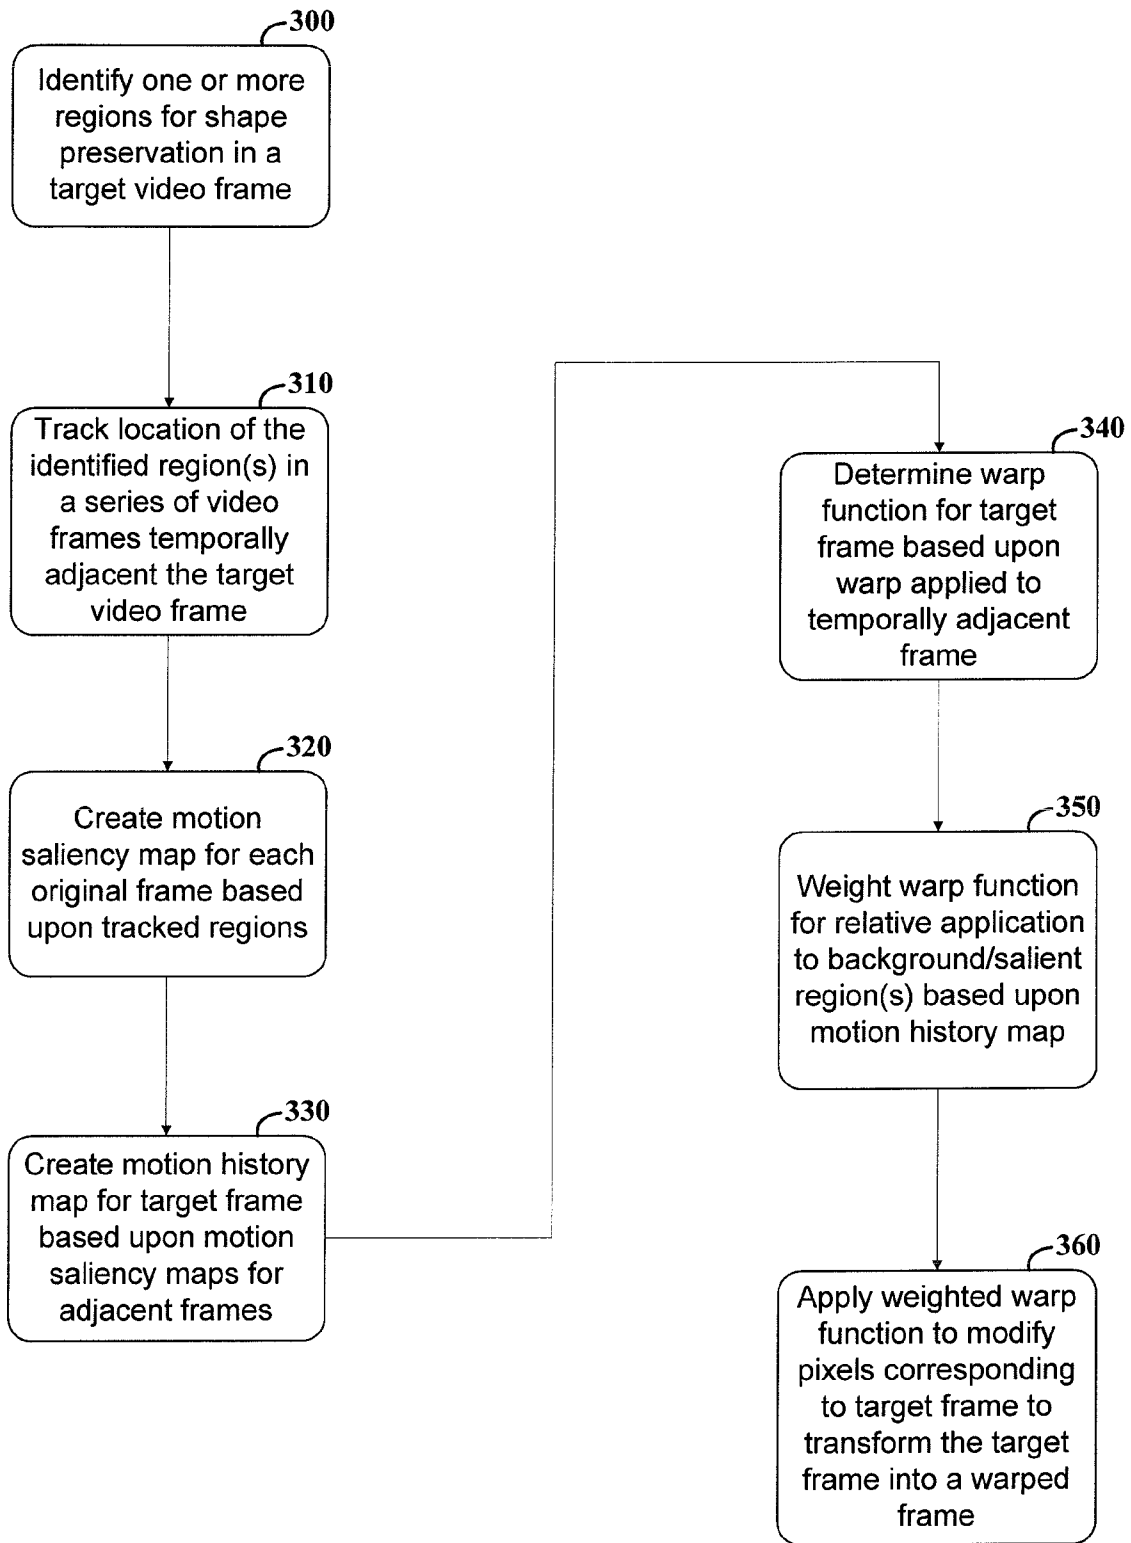 300
Identify one or more
regions for shape
preservation in a
target video frame
310
Track location of the
identified region(s) in
a series of video
frames temporally
adjacent the target
video frame
320
Create motion
saliency map for each
original frame based
upon tracked regions
330
Create motion history
map for target frame
based upon motion
saliency maps for
adjacent frames
340
Determine warp
function for target
frame based upon
warp applied to
temporally adjacent
frame
350
Weight warp function
for relative application
to background/salient
region(s) based upon
motion history map
360
Apply weighted warp
function to modify
pixels corresponding
to target frame to
transform the target
frame into a warped
frame